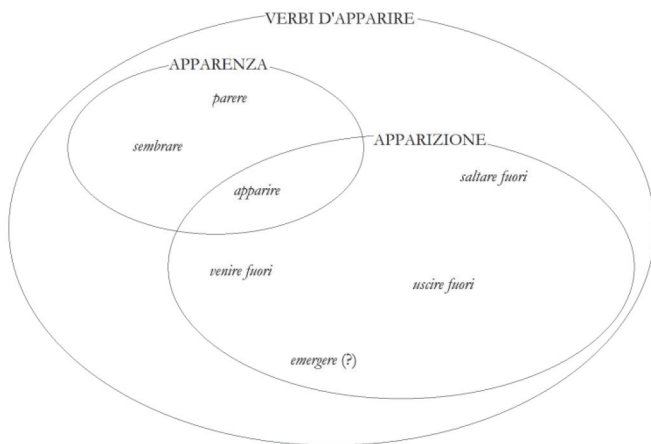 VERBI D'APPARIRE
APPARENZA
parere
sembrare
APPARIZIONE
saltare fuori
apparire
venire fuori
uscire fuori
emergere (?)